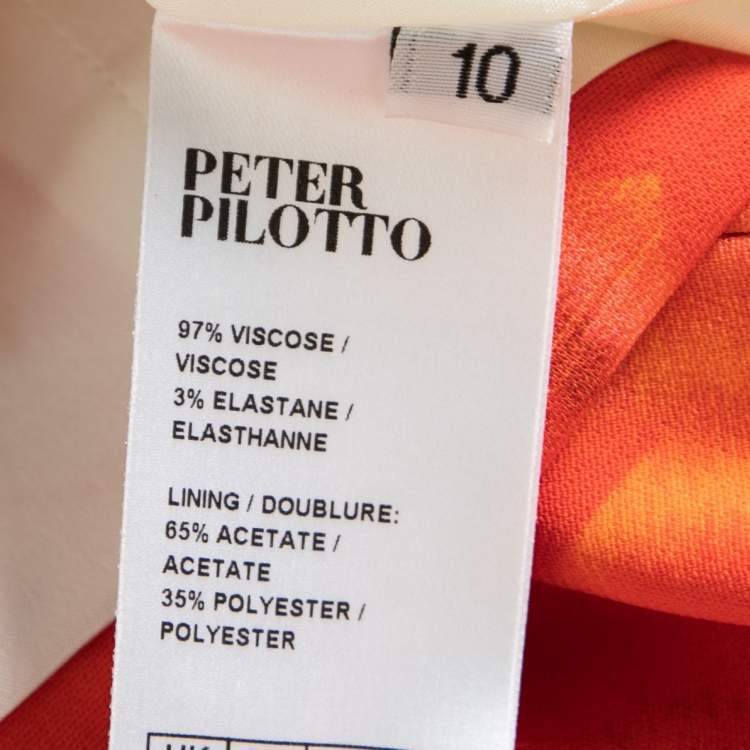 10
PETER
PILOTTO
97% VISCOSE /
VISCOSE
3% ELASTANE /
ELASTHANNE
LINING / DOUBLURE:
65% ACETATE /
ACETATE
35% POLYESTER /
POLYESTER